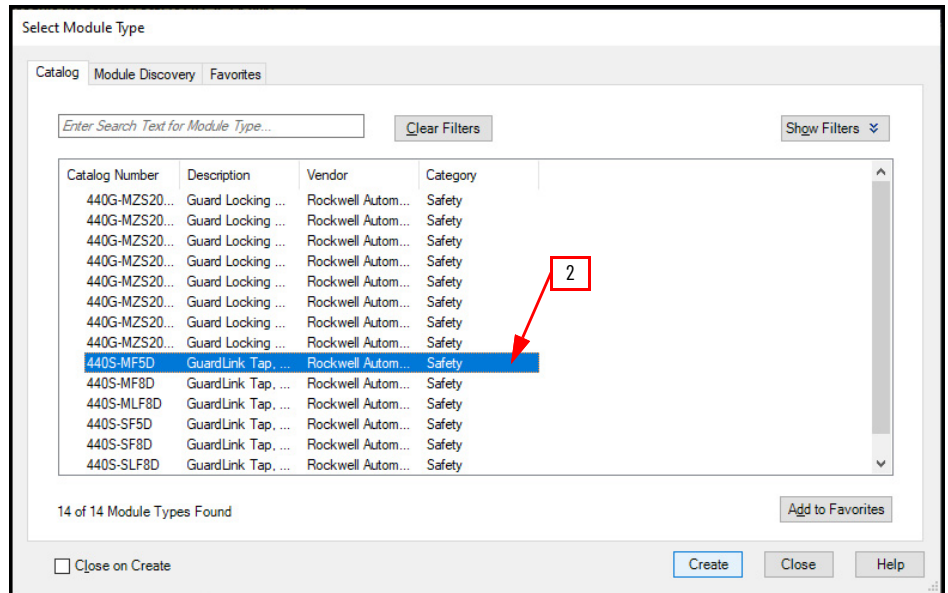 Select Module Type
Catalog Module Discovery Favorites
Enter Search Text for Module Type...
Clear Filters
Show Filters
Catalog Number Description Vendor Category
440G-MZS20... Guard Locking ... Rockwell Autom... Safety
440G-MZS20... Guard Locking ... Rockwell Autom... Safety
440G-MZS20... Guard Locking ... Rockwell Autom... Safety
440G-MZS20... Guard Locking ... Rockwell Autom... Safety
440G-MZS20... Guard Locking ... Rockwell Autom... Safety
440G-MZS20... Guard Locking ... Rockwell Autom... Safety
440G-MZS20... Guard Locking ... Rockwell Autom... Safety
440G-MZS20... Guard Locking ... Rockwell Autom... Safety
2
440S-MF5D GuardLink Tap, ... Rockwell Autom... Safety
440S-MF8D GuardLink Tap, ... Rockwell Autom... Safety
440S-MLF8D GuardLink Tap, ... Rockwell Autom... Safety
440S-SF5D GuardLink Tap, ... Rockwell Autom... Safety
440S-SF8D GuardLink Tap, ... Rockwell Autom... Safety
440S-SLF8D GuardLink Tap, ... Rockwell Autom... Safety
14 of 14 Module Types Found
Add to Favorites
Close on Create
Create Close Help